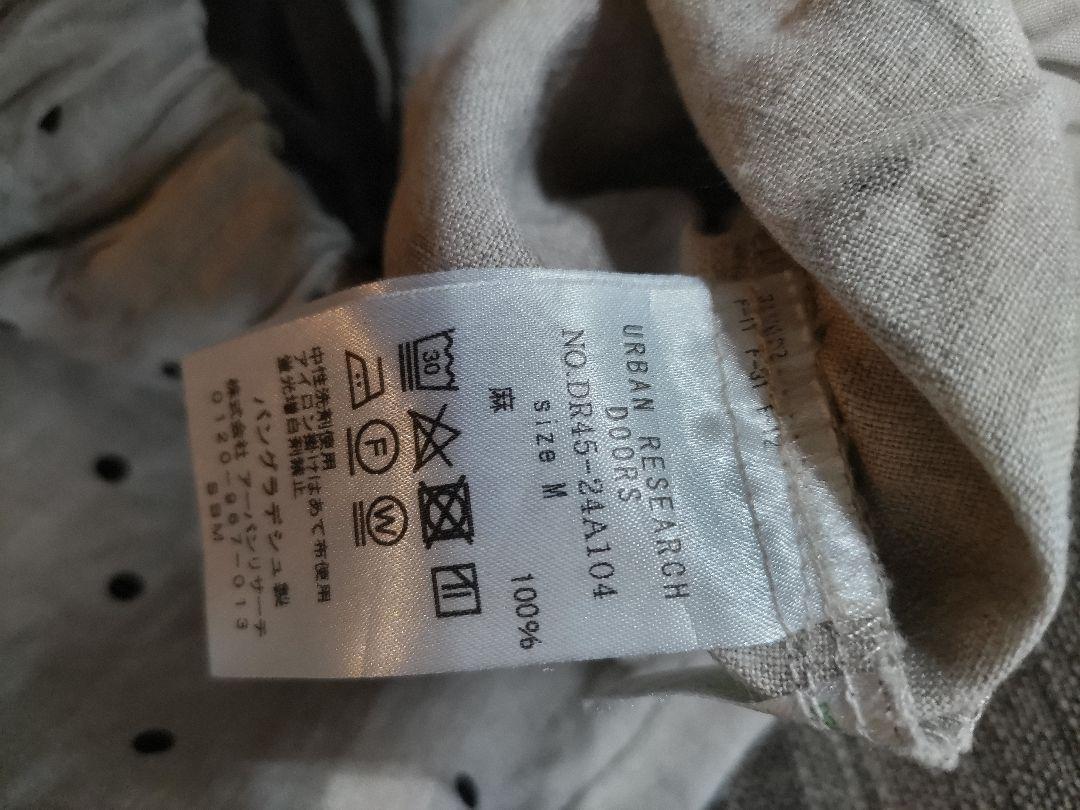 URBAN RESEARCH
DOORS
NO.DR45-24A104
size M
麻 100%
30
F
W
中性洗剤使用
アイロン掛けはあて布使用
蛍光増白剤禁止
バングラデシュ製
株式会社 アーバンリサーチ
0120-967-013
SBM